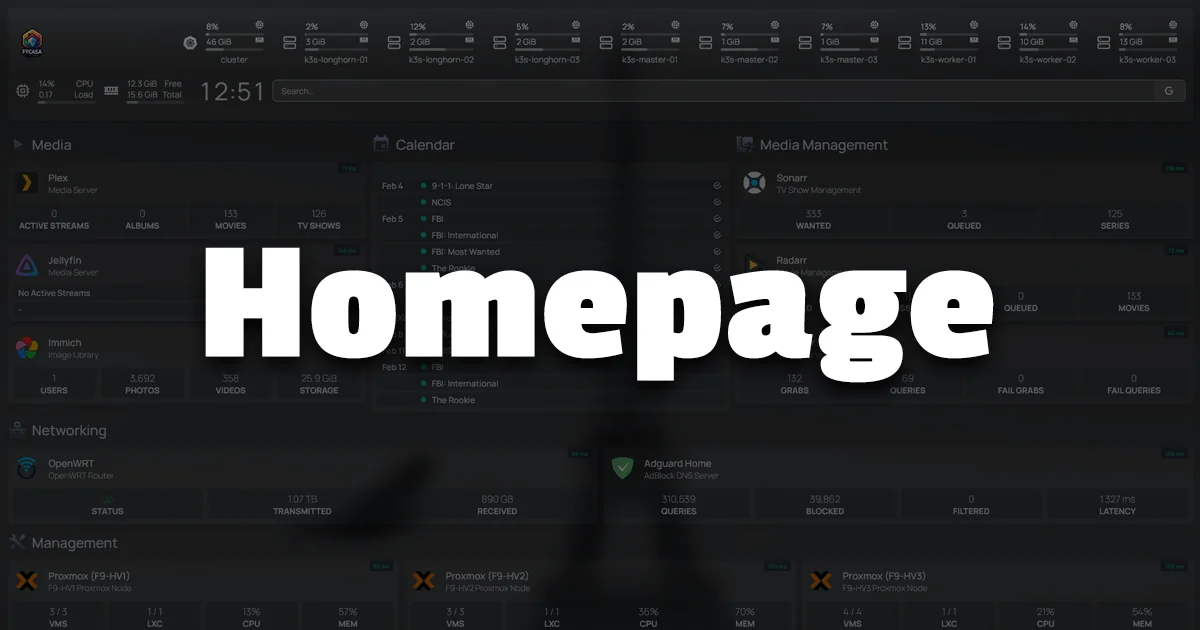 8% 2% 12% 5% 2% 7% 7% 13% 14% 8%
46 GiB 3 GiB 2 GiB 2 GiB 2 GiB 1 GiB 1 GiB 11 GiB 10 GiB 13 GiB
cluster k3s-longhorn-01 k3s-longhorn-02 k3s-longhorn-03 k3s-master-01 k3s-master-02 k3s-master-03 k3s-worker-01 k3s-worker-02 k3s-worker-03
14% CPU 12.3 GiB Free
0.17 Load 15.6 GiB Total
12:51
Search...
G
Media
Plex
Media Server
0 0 133 126
ACTIVE STREAMS ALBUMS MOVIES TV SHOWS
Jellyfin
Media Server
No Active Streams
-
Immich
Image Library
1 3,692 358 25.9 GiB
USERS PHOTOS VIDEOS STORAGE
Calendar
Feb 4 9-1-1: Lone Star
NCIS
Feb 5 FBI
FBI: International
FBI: Most Wanted
The Rookie
Feb 12 FBI
FBI: International
The Rookie
Media Management
Sonarr
TV Show Management
333 3 125
WANTED QUEUED SERIES
Radarr
0 133
QUEUED MOVIES
132 69 0 0
GRABS QUERIES FAIL GRABS FAIL QUERIES
Homepage
Networking
OpenWRT
OpenWRT Router
Up 1.07 TB 890 GB
STATUS TRANSMITTED RECEIVED
Adguard Home
AdBlock DNS Server
310,539 39,862 0 1.327 ms
QUERIES BLOCKED FILTERED LATENCY
Management
Proxmox (F9-HV1)
F9-HV1 Proxmox Node
3 / 3 1 / 1 13% 57%
VMS LXC CPU MEM
Proxmox (F9-HV2)
F9-HV2 Proxmox Node
3 / 3 1 / 1 36% 70%
VMS LXC CPU MEM
Proxmox (F9-HV3)
F9-HV3 Proxmox Node
4 / 4 1 / 1 21% 54%
VMS LXC CPU MEM